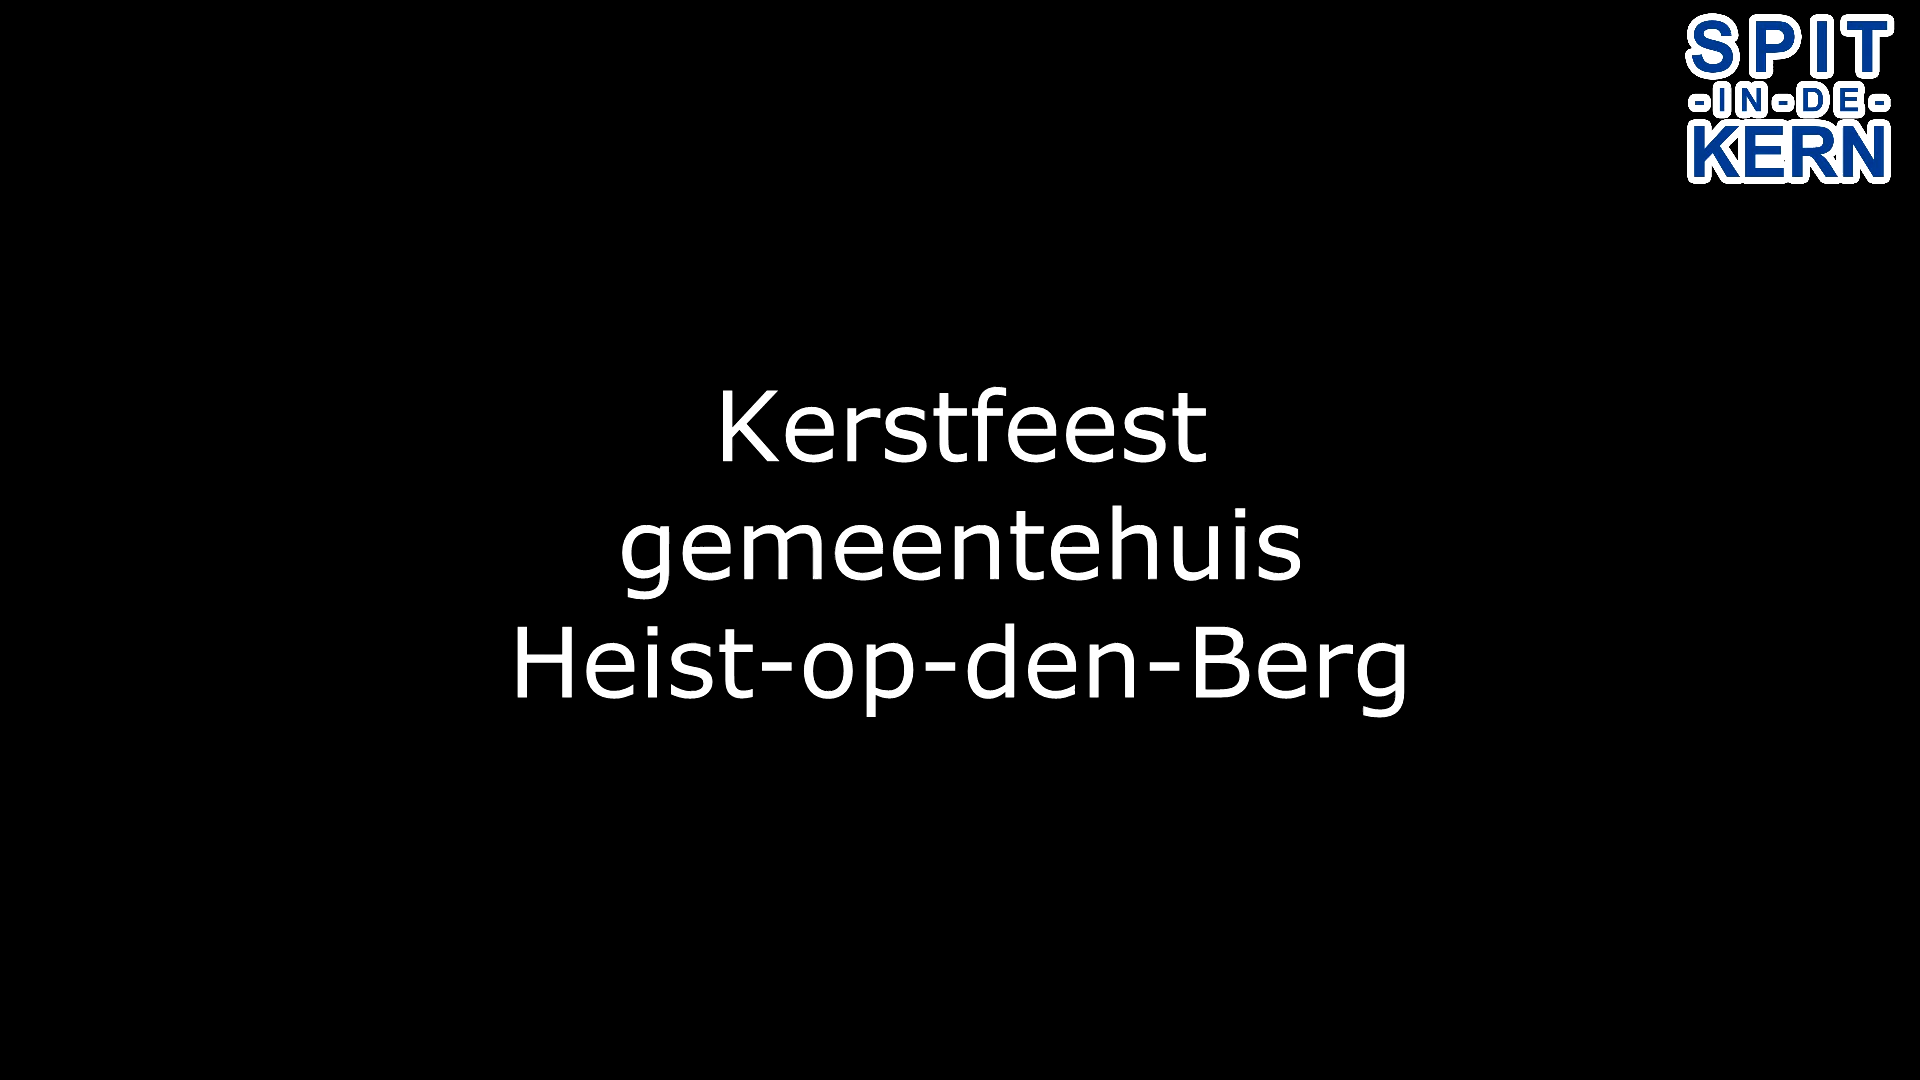 SPIT
-IN-DE-
KERN
Kerstfeest
gemeentehuis
Heist-op-den-Berg